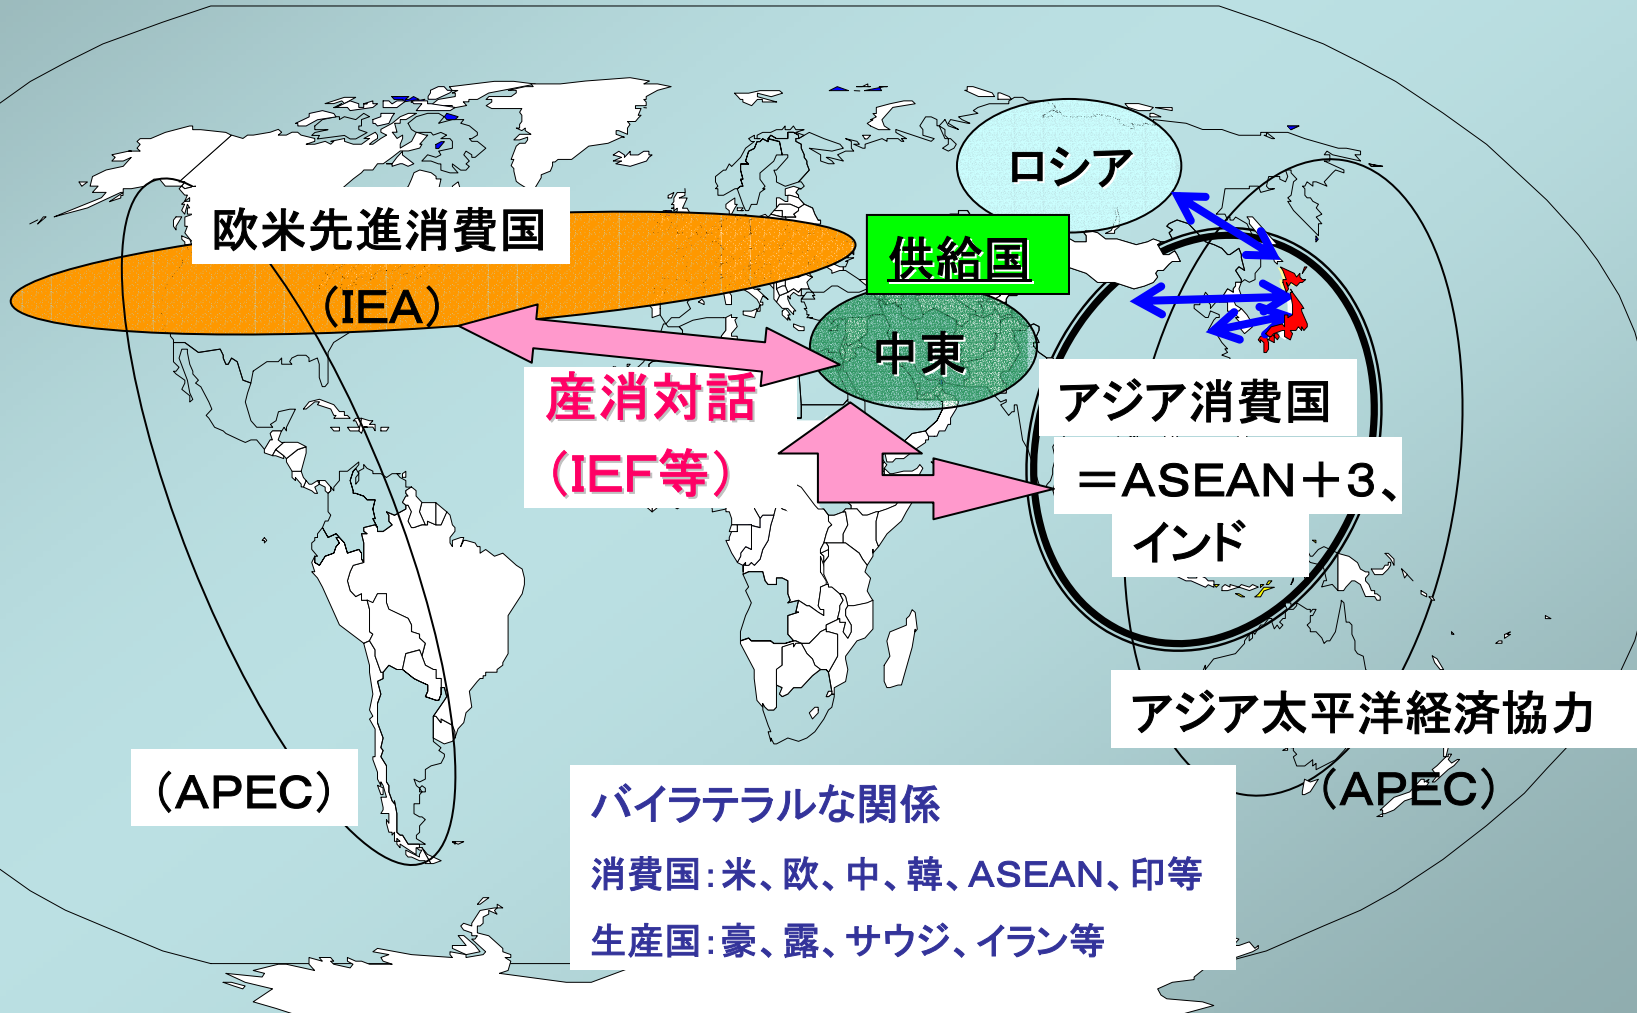 ロシア
欧米先進消費国
（IEA）
供給国
中東
産消対話
（IEF等）
アジア消費国
＝ASEAN＋3、
インド
アジア太平洋経済協力
（APEC）
（APEC）
バイラテラルな関係
消費国：米、欧、中、韓、ASEAN、印等
生産国：豪、露、サウジ、イラン等